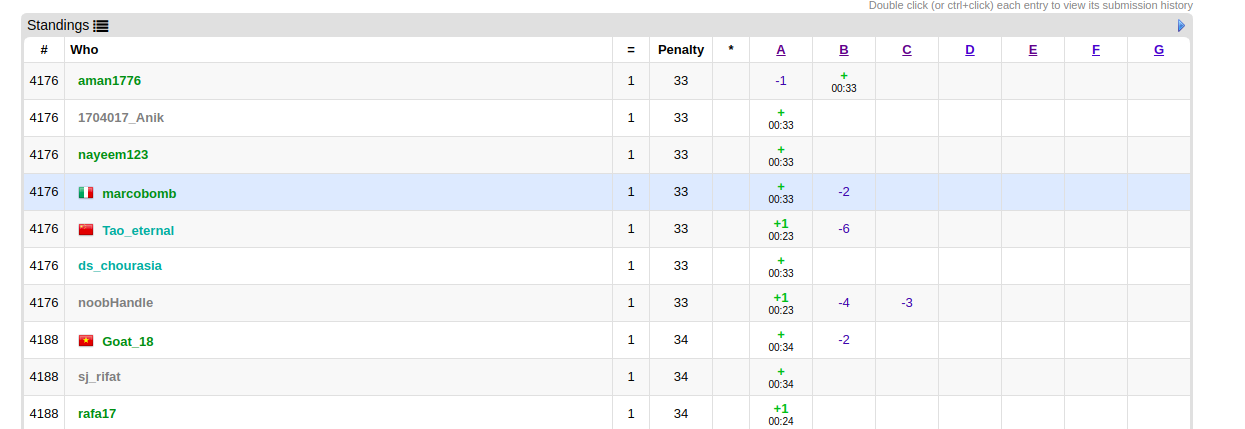 Double click (or ctrl+click) each entry to view its submission history
Standings
# Who = Penalty * A B C D E F G
4176 aman1776 1 33 -1 +
00:33
4176 1704017_Anik 1 33 +
00:33
4176 nayeem123 1 33 +
00:33
4176 marcobomb 1 33 + -2
00:33
4176 Tao_eternal 1 33 +1 -6
00:23
4176 ds_chourasia 1 33 +
00:33
4176 noobHandle 1 33 +1 -4 -3
00:23
4188 Goat_18 1 34 + -2
00:34
4188 sj_rifat 1 34 +
00:34
4188 rafa17 1 34 +1
00:24